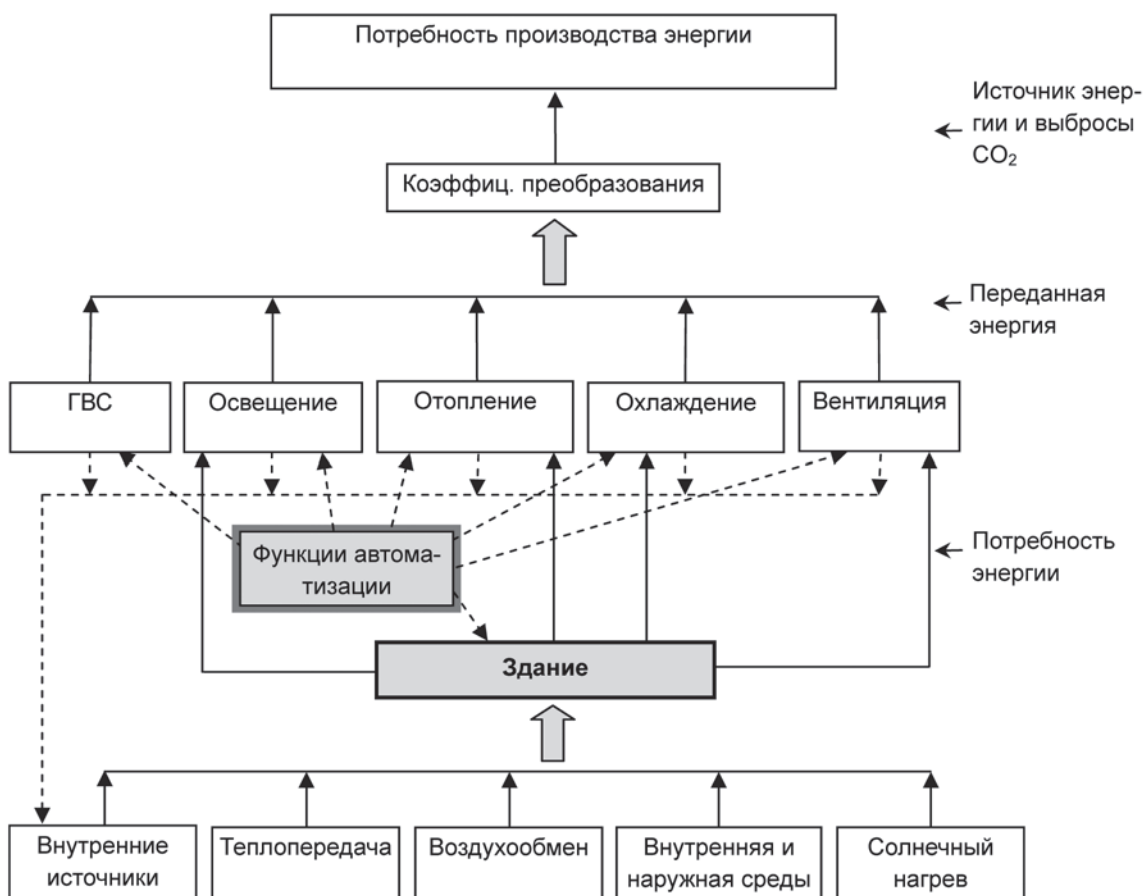 Потребность производства энергии
Источник энер-
гии и выбросы
CO₂
Коэффиц. преобразования
Переданная
энергия
ГВС
Освещение
Отопление
Охлаждение
Вентиляция
Функции автома-
тизации
Потребность
энергии
Здание
Внутренние
источники
Теплопередача
Воздухообмен
Внутренняя и
наружная среды
Солнечный
нагрев